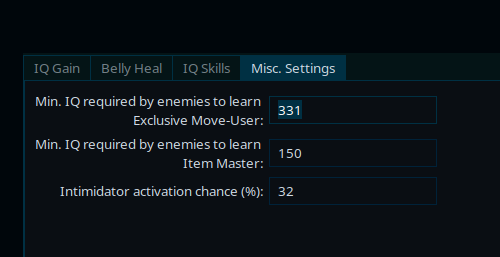 IQ Gain Belly Heal IQ Skills Misc. Settings
Min. IQ required by enemies to learn
Exclusive Move-User: 331
Min. IQ required by enemies to learn
Item Master: 150
Intimidator activation chance (%): 32